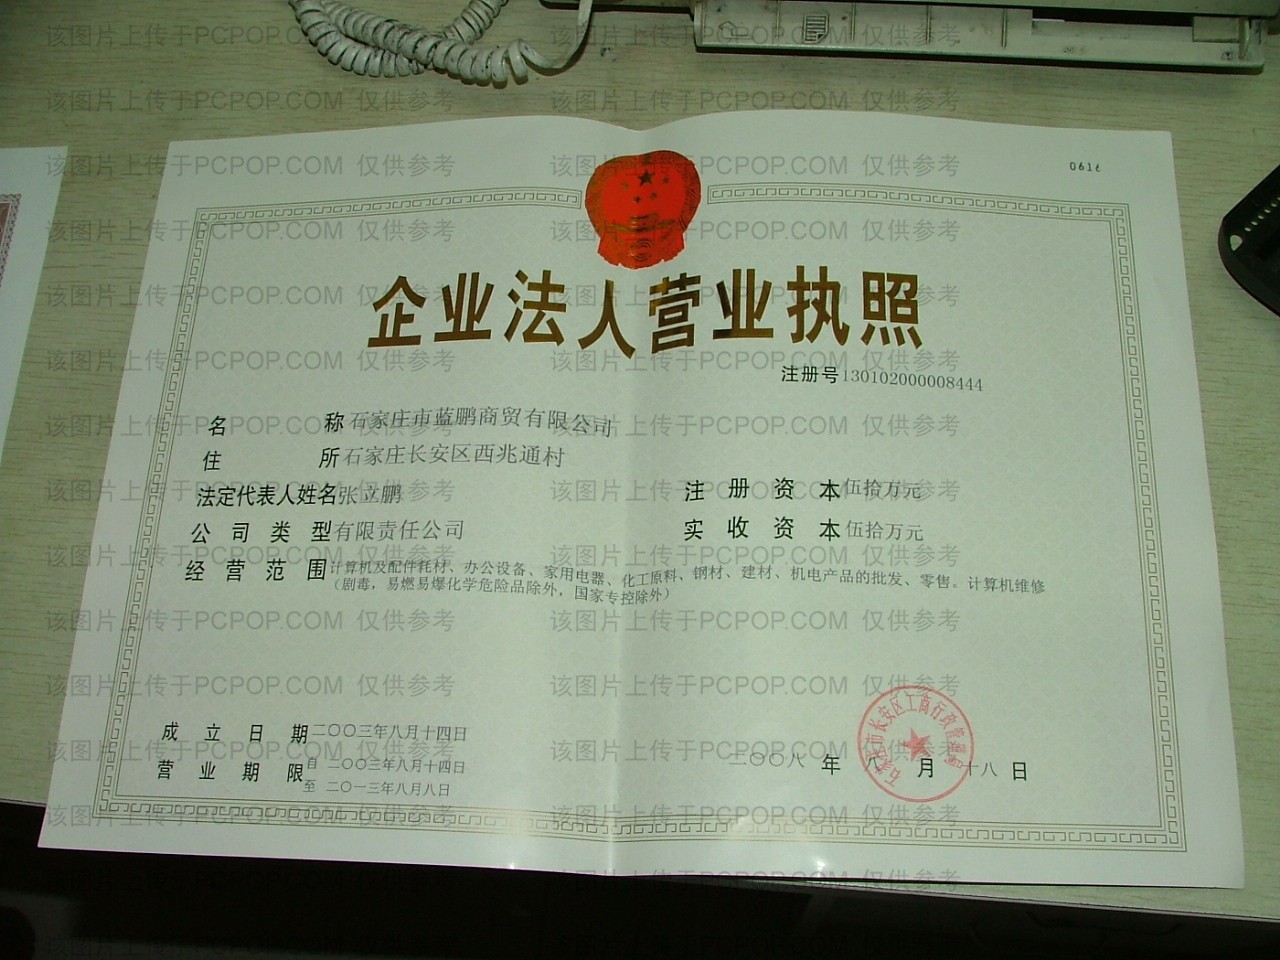 0616
企业法人营业执照
注册号130102000008444
名称 石家庄市蓝鹏商贸有限公司
住所 石家庄长安区西兆通村
法定代表人姓名 张立鹏
注册资本 伍拾万元
公司类型 有限责任公司
实收资本 伍拾万元
经营范围 计算机及配件耗材、办公设备、家用电器、化工原料、钢材、建材、机电产品的批发、零售。计算机维修
（剧毒，易燃易爆化学危险品除外，国家专控除外）
成立日期 二〇〇三年八月十四日
营业期限 自 二〇〇三年八月十四日
至 二〇一三年八月八日
二〇〇八 年 八 月 十八 日
石家庄市长安区工商行政管理局
该图片上传于PCPOP.COM 仅供参考